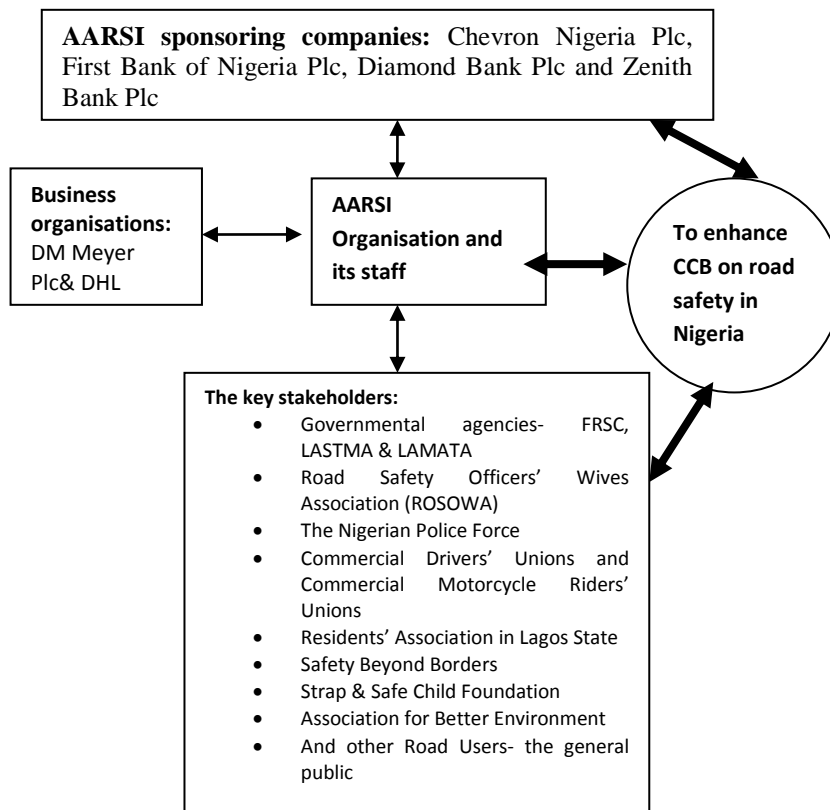 AARSI sponsoring companies: Chevron Nigeria Plc,
First Bank of Nigeria Plc, Diamond Bank Plc and Zenith
Bank Plc
Business
organisations:
DM Meyer
Plc& DHL
AARSI
Organisation and
its staff
To enhance
CCB on road
safety in
Nigeria
The key stakeholders:
• Governmental agencies- FRSC,
LASTMA & LAMATA
• Road Safety Officers’ Wives
Association (ROSOWA)
• The Nigerian Police Force
• Commercial Drivers’ Unions and
Commercial Motorcycle Riders’
Unions
• Residents’ Association in Lagos State
• Safety Beyond Borders
• Strap & Safe Child Foundation
• Association for Better Environment
• And other Road Users- the general
public